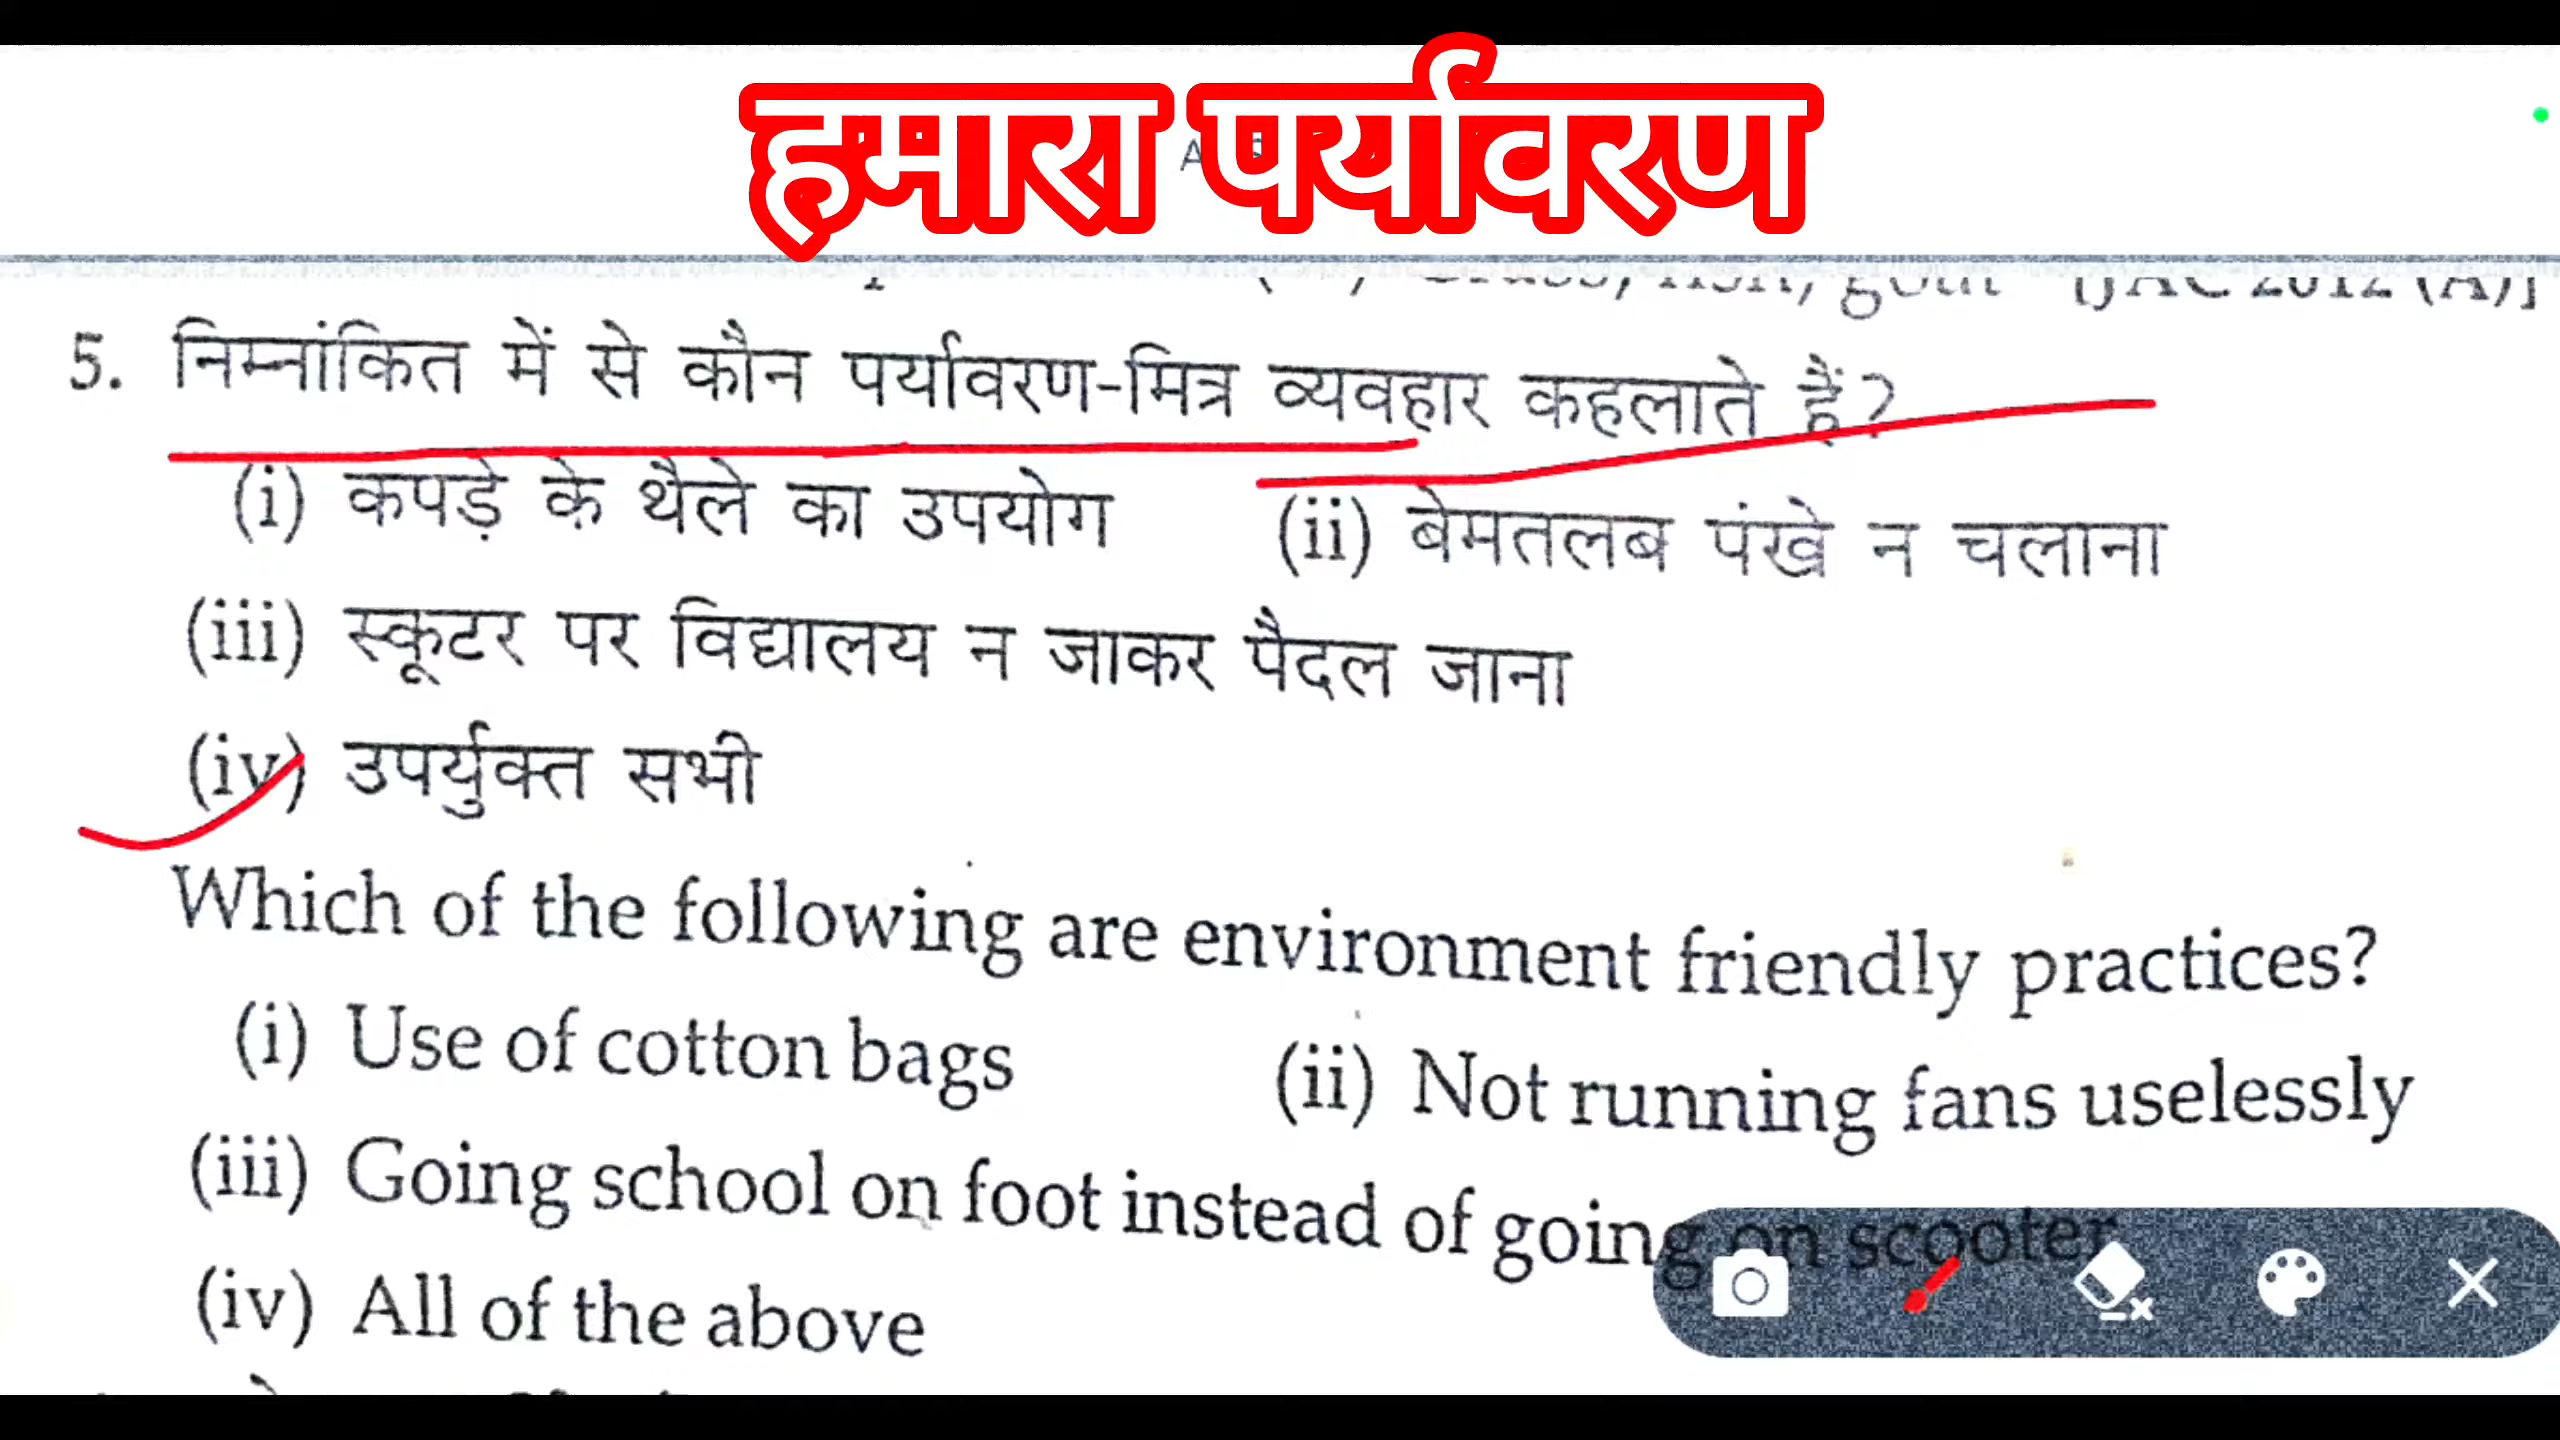 हमारा पर्यावरण
5. निम्नांकित में से कौन पर्यावरण-मित्र व्यवहार कहलाते हैं?
(i) कपड़े के थैले का उपयोग (ii) बेमतलब पंखे न चलाना
(iii) स्कूटर पर विद्यालय न जाकर पैदल जाना
(iv) उपर्युक्त सभी
Which of the following are environment friendly practices?
(i) Use of cotton bags (ii) Not running fans uselessly
(iii) Going school on foot instead of going on scooter
(iv) All of the above